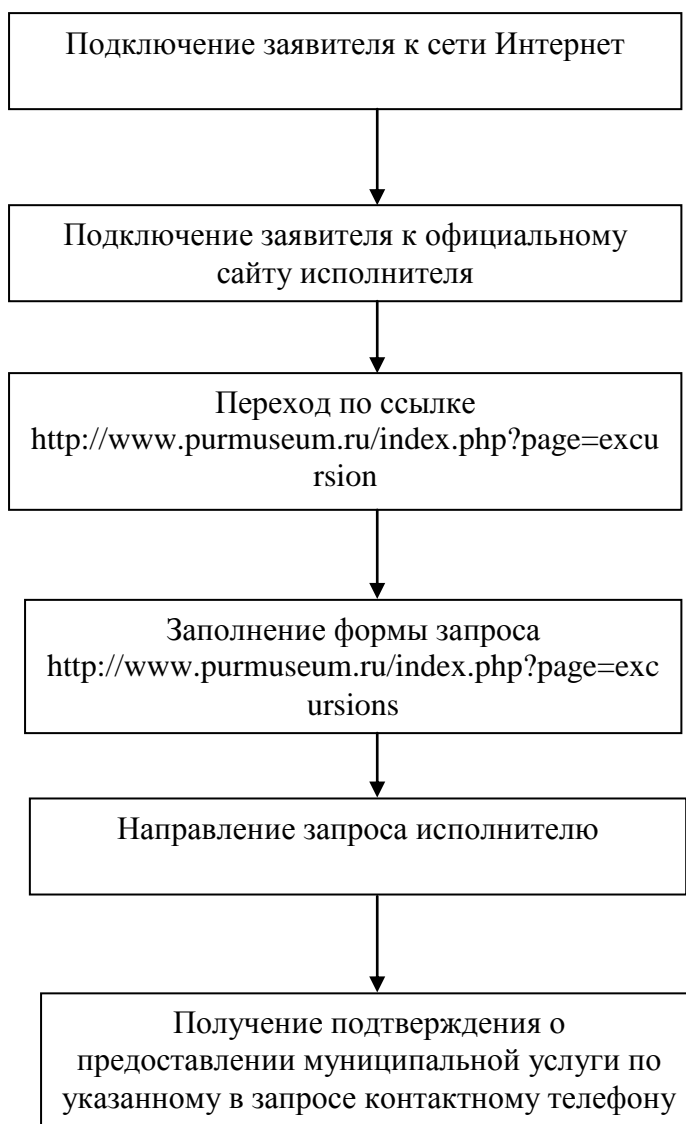 Подключение заявителя к сети Интернет
Подключение заявителя к официальному
сайту исполнителя
Переход по ссылке
http://www.purmuseum.ru/index.php?page=excu
rsion
Заполнение формы запроса
http://www.purmuseum.ru/index.php?page=exc
ursions
Направление запроса исполнителю
Получение подтверждения о
предоставлении муниципальной услуги по
указанному в запросе контактному телефону